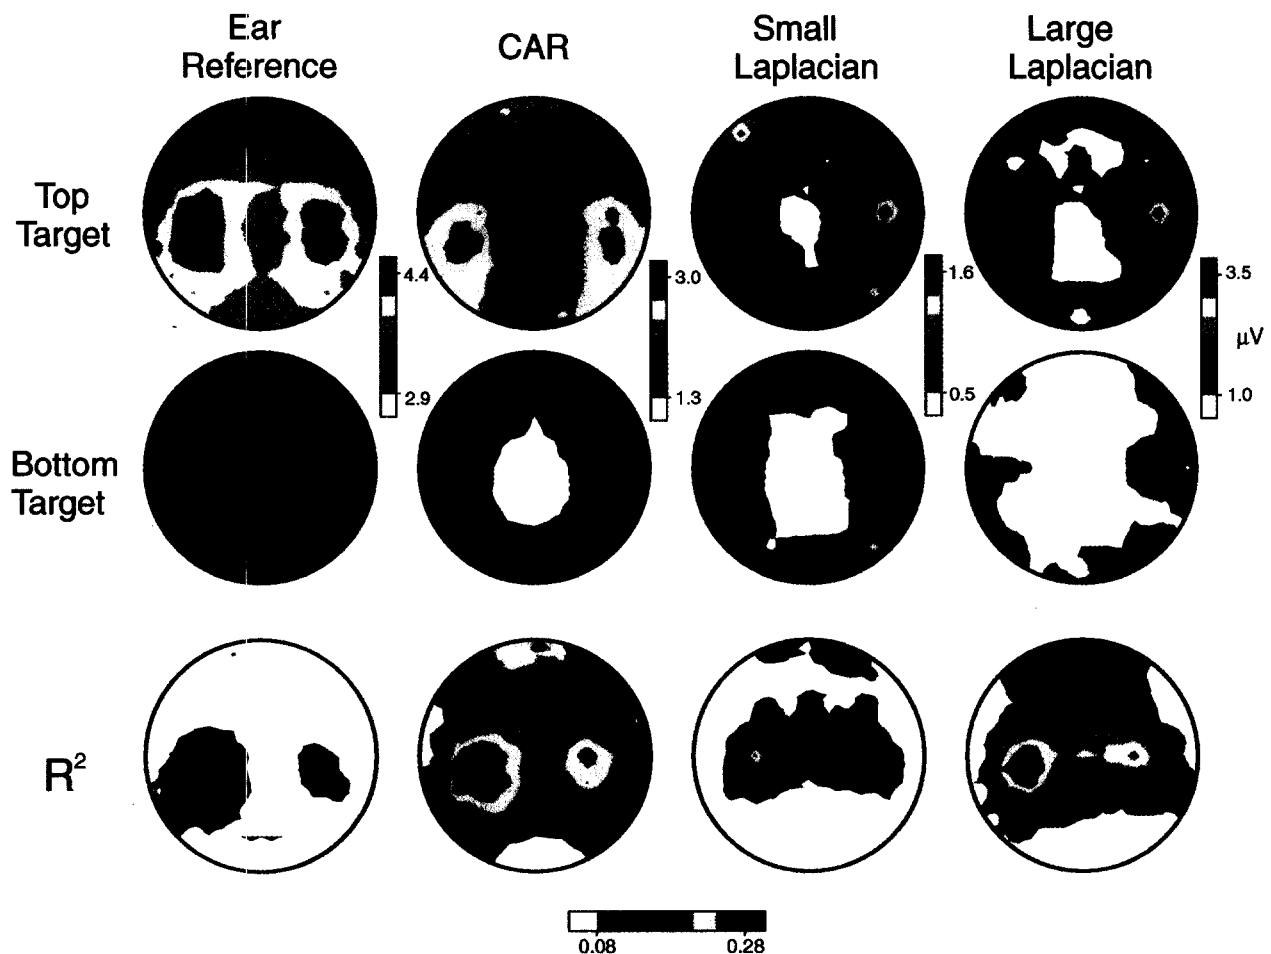 Ear
Reference
CAR
Small
Laplacian
Large
Laplacian
Top
Target
4.4
2.9
3.0
1.3
1.6
0.5
3.5
μV
1.0
Bottom
Target
R²
0.08
0.28